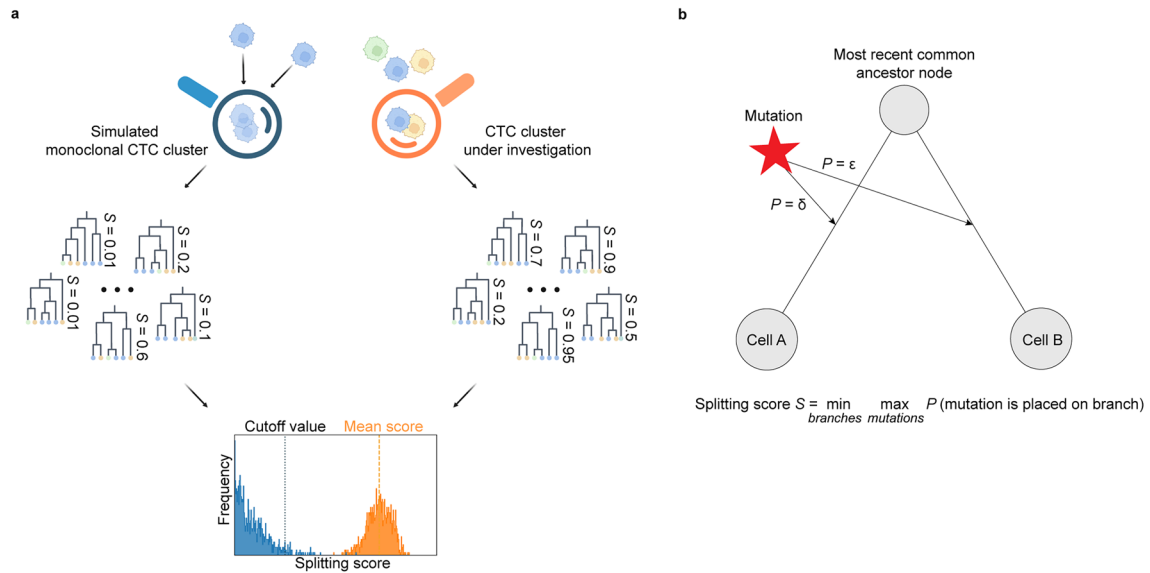 a
Simulated
monoclonal CTC cluster
CTC cluster
under investigation
S = 0.01
S = 0.2
S = 0.01
S = 0.6
S = 0.1
S = 0.7
S = 0.9
S = 0.2
S = 0.95
S = 0.5
Cutoff value
Mean score
Frequency
Splitting score
b
Most recent common
ancestor node
Mutation
P = ε
P = δ
Cell A
Cell B
Splitting score S = min max P (mutation is placed on branch)
branches mutations